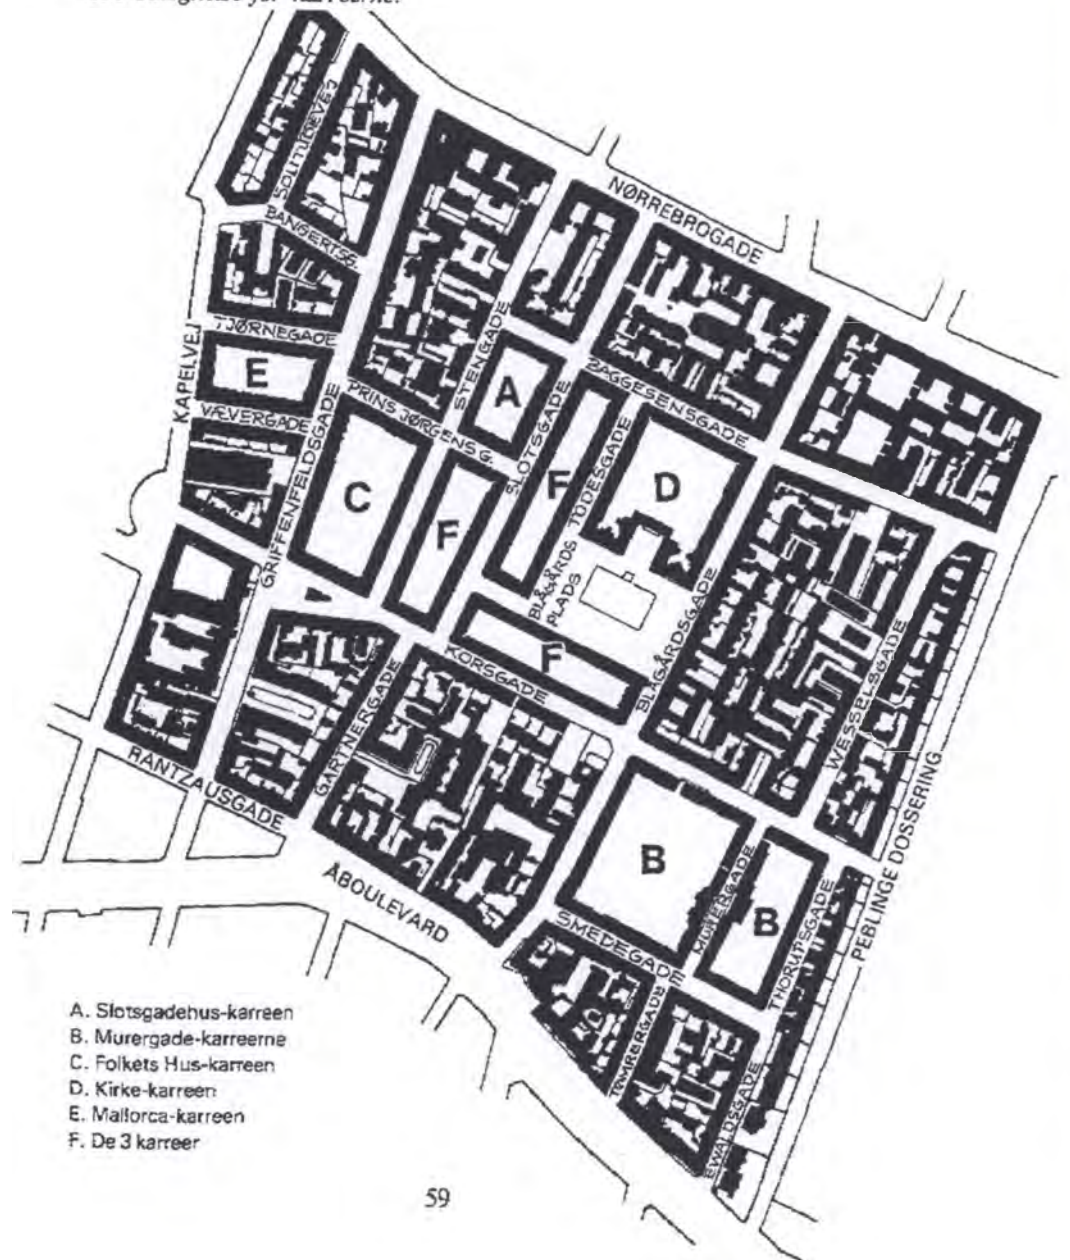 NØRREBROGADE
SOLITUDEVEJ
BANGERTSG.
STENGADE
TJØRNEGADE
KAPELVEJ
E
PRINS JØRGENS G.
A
SLOTSGADE
BAGGESENSGADE
VÆVERGADE
GRIFFENFELDSGADE
C
F
F
TODESGADE
D
BLÅGÅRDS
PLADS
BLÅGÅRDSGADE
F
KORSGADE
GARTNERGADE
WESSELSGADE
RANTZAUSGADE
PEBLINGE DOSSERING
ÅBOULEVARD
B
MURERGADE
B
SMEDEGADE
THORUPSGADE
TØMRERGADE
EWALDSGADE
A. Slotsgadehus-karreen
B. Murergade-karreerne
C. Folkets Hus-karreen
D. Kirke-karreen
E. Mallorca-karreen
F. De 3 karreer
59